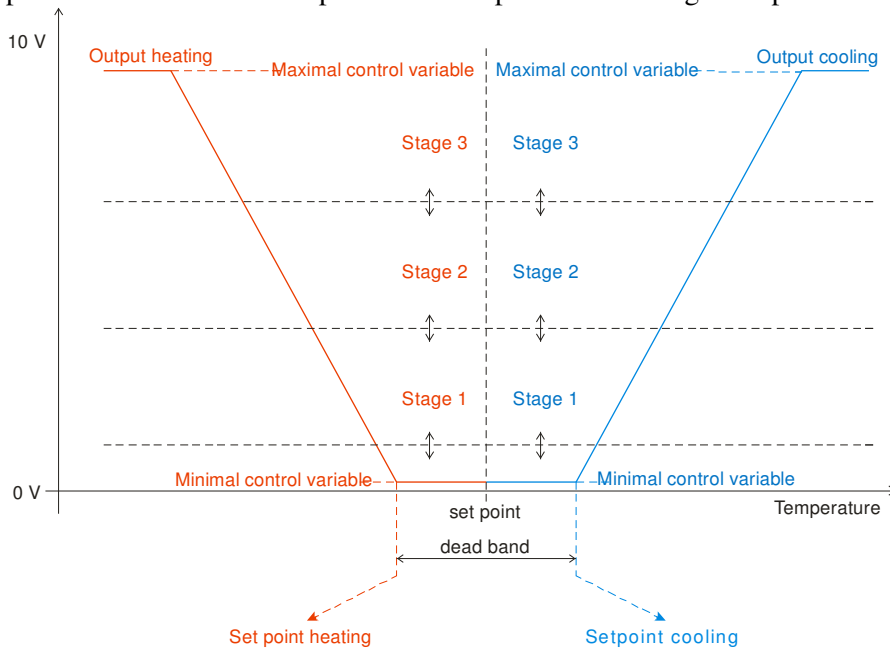 10 V
Output heating
Output cooling
Maximal control variable
Maximal control variable
Stage 3
Stage 3
Stage 2
Stage 2
Stage 1
Stage 1
Minimal control variable
Minimal control variable
0 V
set point
Temperature
dead band
Set point heating
Setpoint cooling